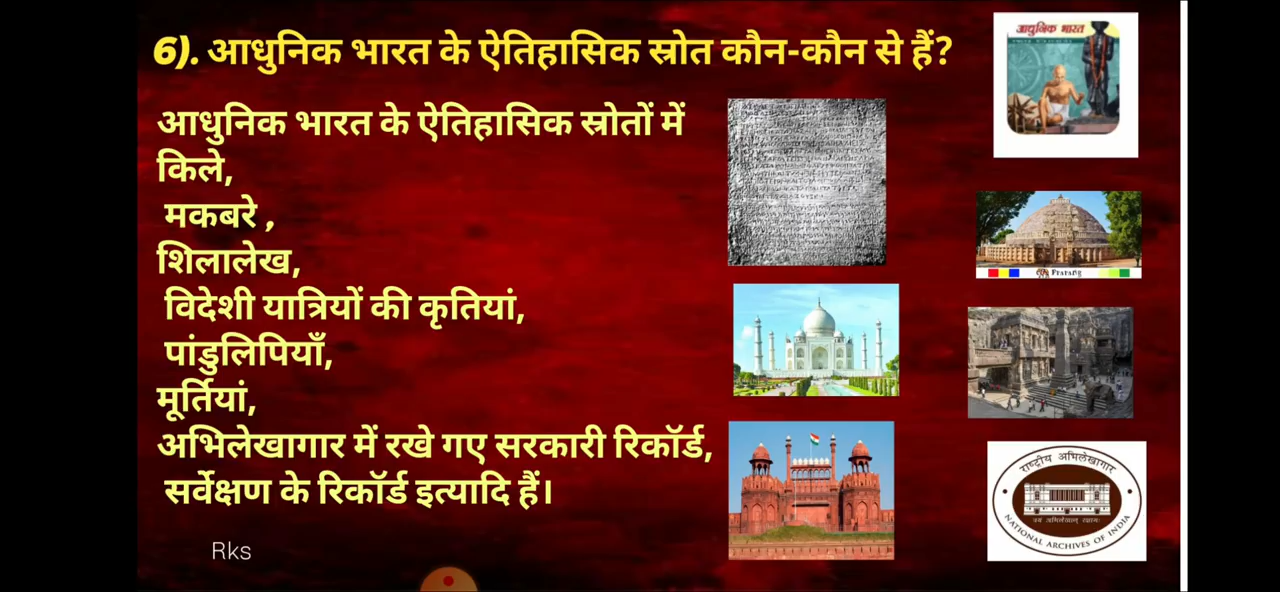 6). आधुनिक भारत के ऐतिहासिक स्रोत कौन-कौन से हैं?
आधुनिक भारत
आधुनिक भारत के ऐतिहासिक स्रोतों में
किले,
मकबरे ,
शिलालेख,
विदेशी यात्रियों की कृतियां,
पांडुलिपियाँ,
मूर्तियां,
अभिलेखागार में रखे गए सरकारी रिकॉर्ड,
सर्वेक्षण के रिकॉर्ड इत्यादि हैं।
Rks
राष्ट्रीय अभिलेखागार
NATIONAL ARCHIVES OF INDIA